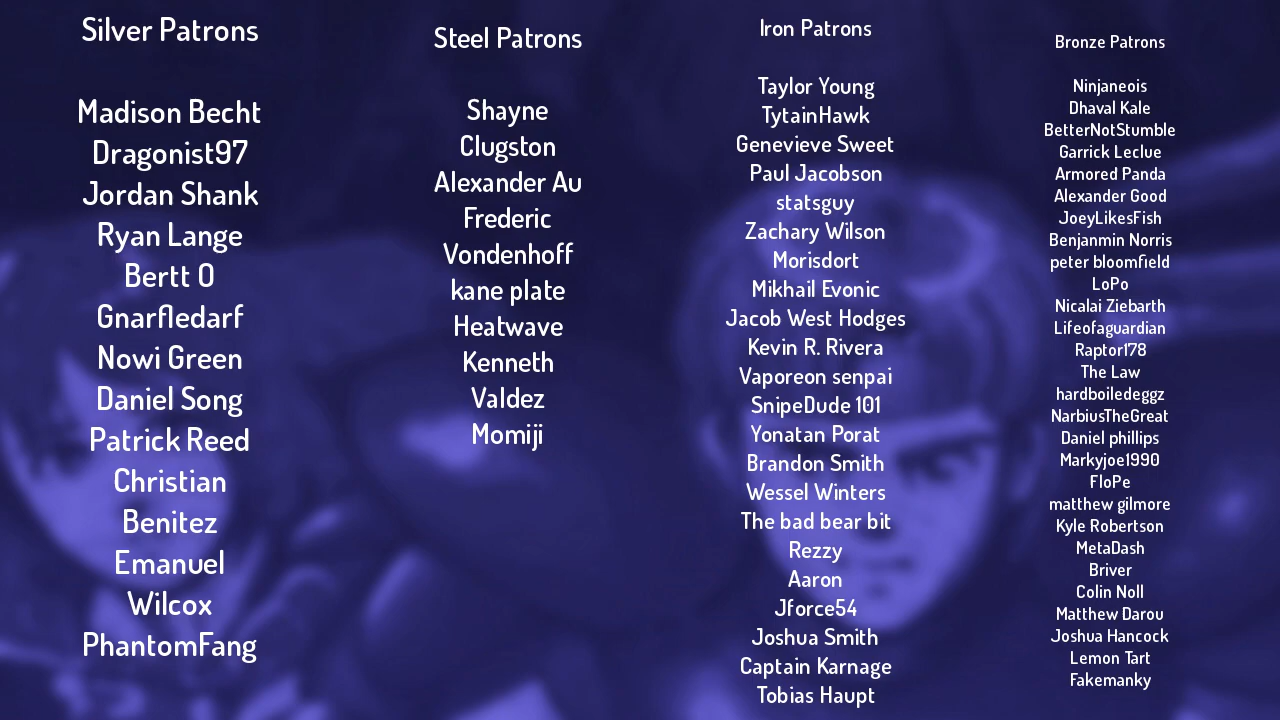 Silver Patrons
Madison Becht
Dragonist97
Jordan Shank
Ryan Lange
Bertt O
Gnarfledarf
Nowi Green
Daniel Song
Patrick Reed
Christian
Benitez
Emanuel
Wilcox
PhantomFang
Steel Patrons
Shayne
Clugston
Alexander Au
Frederic
Vondenhoff
kane plate
Heatwave
Kenneth
Valdez
Momiji
Iron Patrons
Taylor Young
TytainHawk
Genevieve Sweet
Paul Jacobson
statsguy
Zachary Wilson
Morisdort
Mikhail Evonic
Jacob West Hodges
Kevin R. Rivera
Vaporeon senpai
SnipeDude 101
Yonatan Porat
Brandon Smith
Wessel Winters
The bad bear bit
Rezzy
Aaron
Jforce54
Joshua Smith
Captain Karnage
Tobias Haupt
Bronze Patrons
Ninjaneois
Dhaval Kale
BetterNotStumble
Garrick Leclue
Armored Panda
Alexander Good
JoeyLikesFish
Benjanmin Norris
peter bloomfield
LoPo
Nicalai Ziebarth
Lifeofaguardian
Raptor178
The Law
hardboiledeggz
NarbiusTheGreat
Daniel phillips
Markyjoe1990
FloPe
matthew gilmore
Kyle Robertson
MetaDash
Briver
Colin Noll
Matthew Darou
Joshua Hancock
Lemon Tart
Fakemanky